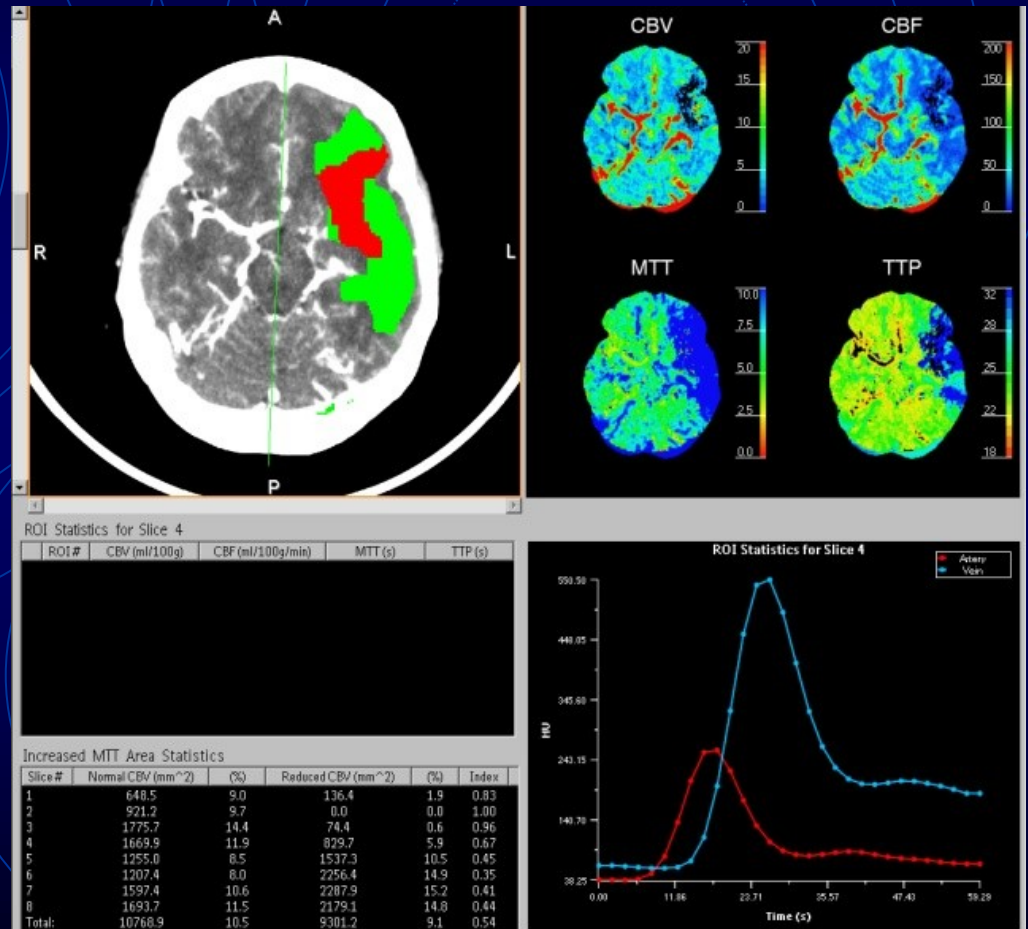 A
R
L
P
CBV
20
15
10
5
0
CBF
200
150
100
50
0
MTT
10.0
7.5
5.0
2.5
0.0
TTP
32
28
25
22
18
ROI Statistics for Slice 4
ROI# CBV (ml/100g) CBF (ml/100g/min) MTT (s) TTP (s)
Increased MTT Area Statistics
Slice# Normal CBV (mm^2) (%) Reduced CBV (mm^2) (%) Index
1 648.5 9.0 136.4 1.9 0.83
2 921.2 9.7 0.0 0.0 1.00
3 1775.7 14.4 74.4 0.6 0.96
4 1669.9 11.9 829.7 5.9 0.67
5 1255.0 8.5 1537.3 10.5 0.45
6 1207.4 8.0 2256.4 14.9 0.35
7 1597.4 10.6 2287.9 15.2 0.41
8 1693.7 11.5 2179.1 14.8 0.44
Total: 10768.9 10.5 9301.2 9.1 0.54
ROI Statistics for Slice 4
Artery
Vein
550.50
448.05
345.60
243.15
140.70
38.25
HU
0.00 11.86 23.71 35.57 47.43 59.29
Time (s)